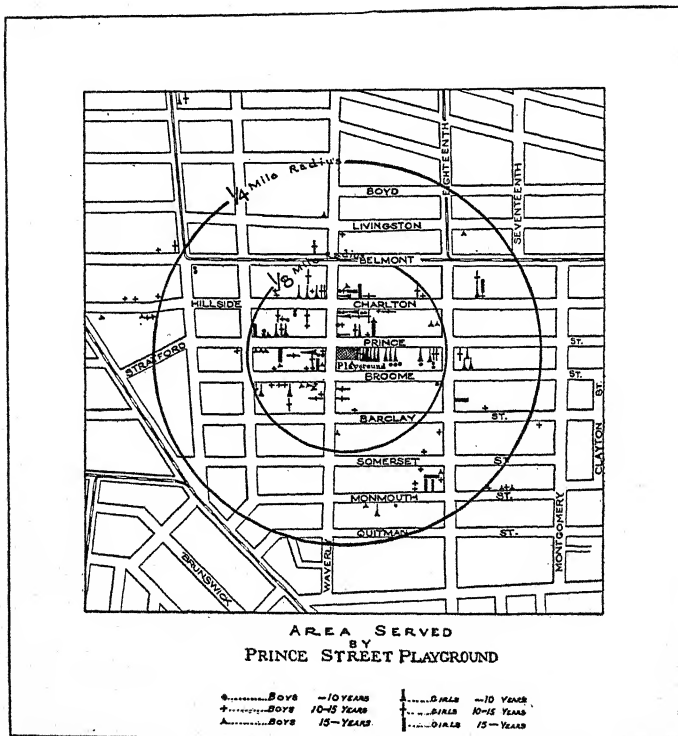 1/4 Mile Radius
EIGHTEENTH
SEVENTEENTH
BOYD
LIVINGSTON
BELMONT
1/8 Mile Radius
HILLSIDE
CHARLTON
PRINCE
ST.
STRATFORD
Playground
BROOME
ST.
BARCLAY
ST.
CLAYTON ST.
SOMERSET
ST.
MONMOUTH
ST.
QUITMAN
ST.
WAVERLY
MONTGOMERY
BRUNSWICK
AREA SERVED
BY
PRINCE STREET PLAYGROUND
BOYS -10 YEARS
BOYS 10-15 YEARS
BOYS 15- YEARS
GIRLS -10 YEARS
GIRLS 10-15 YEARS
GIRLS 15- YEARS